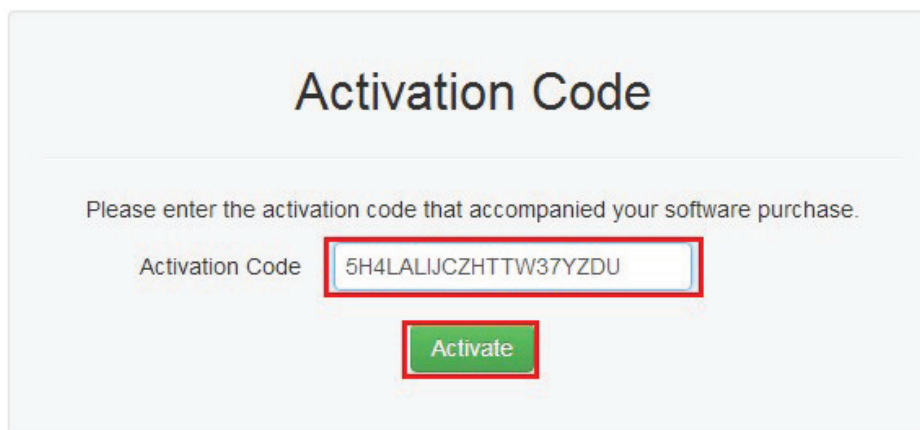 Activation Code
Please enter the activation code that accompanied your software purchase.
Activation Code 5H4LALIJCZHTTW37YZDU
Activate